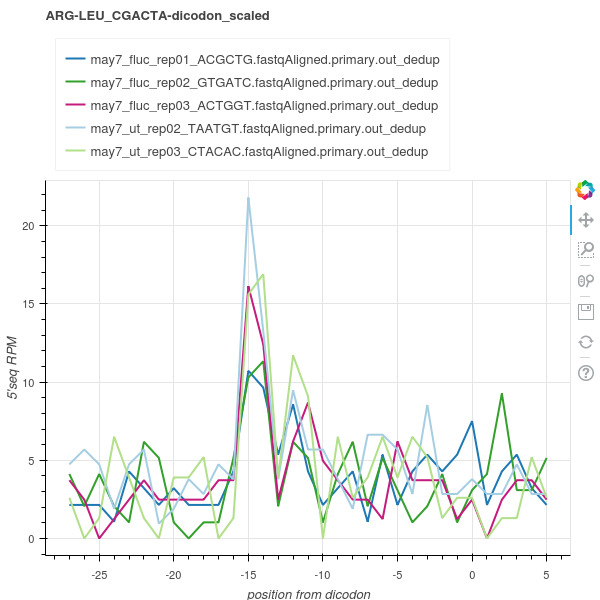 ARG-LEU_CGACTA-dicodon_scaled
may7_fluc_rep01_ACGCTG.fastqAligned.primary.out_dedup
may7_fluc_rep02_GTGATC.fastqAligned.primary.out_dedup
may7_fluc_rep03_ACTGGT.fastqAligned.primary.out_dedup
may7_ut_rep02_TAATGT.fastqAligned.primary.out_dedup
may7_ut_rep03_CTACAC.fastqAligned.primary.out_dedup
20
15
10
5
0
5'seq RPM
-25 -20 -15 -10 -5 0 5
position from dicodon